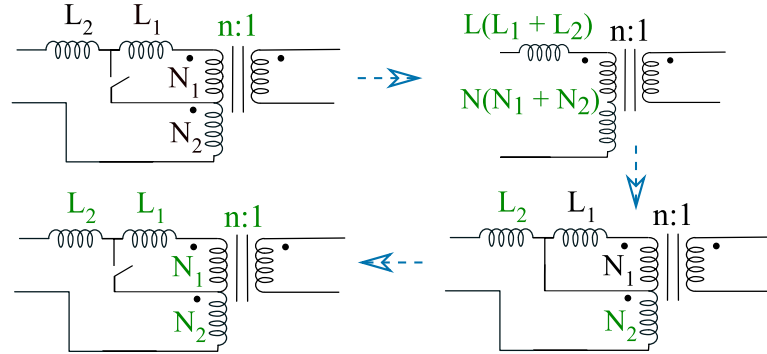 L₂ L₁ n:1
N₁
N₂
L(L₁ + L₂) n:1
N(N₁ + N₂)
L₂ L₁ n:1
N₁
N₂
L₂ L₁ n:1
N₁
N₂